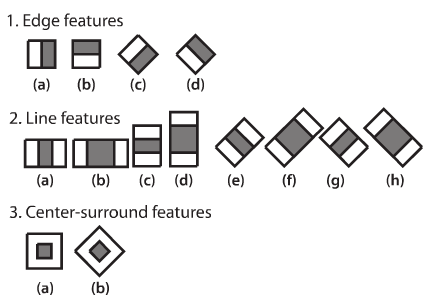 1. Edge features
(a) (b) (c) (d)
2. Line features
(a) (b) (c) (d) (e) (f) (g) (h)
3. Center-surround features
(a) (b)